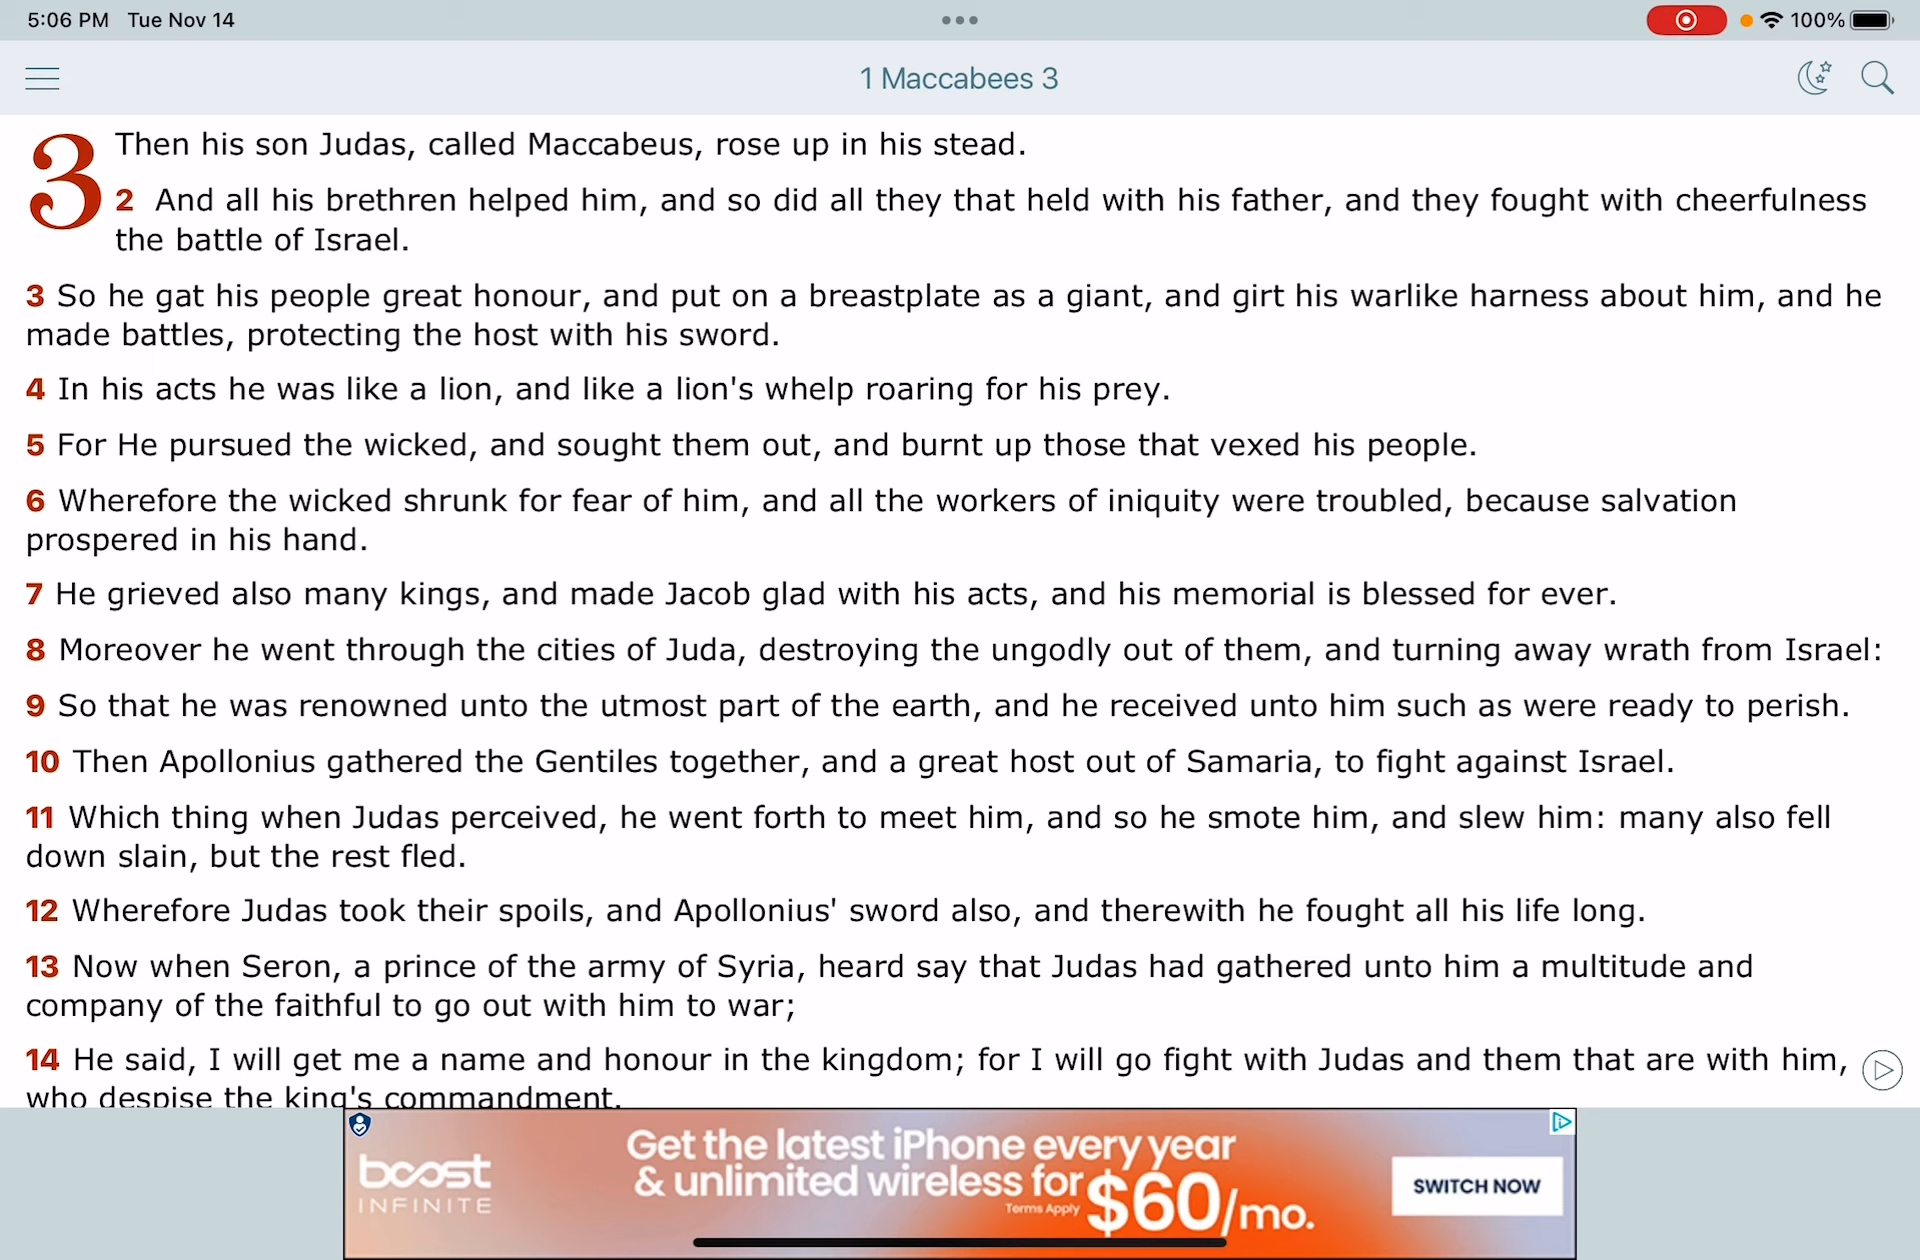 5:06 PM Tue Nov 14
100%
1 Maccabees 3
3 Then his son Judas, called Maccabeus, rose up in his stead.
2 And all his brethren helped him, and so did all they that held with his father, and they fought with cheerfulness
the battle of Israel.
3 So he gat his people great honour, and put on a breastplate as a giant, and girt his warlike harness about him, and he
made battles, protecting the host with his sword.
4 In his acts he was like a lion, and like a lion's whelp roaring for his prey.
5 For He pursued the wicked, and sought them out, and burnt up those that vexed his people.
6 Wherefore the wicked shrunk for fear of him, and all the workers of iniquity were troubled, because salvation
prospered in his hand.
7 He grieved also many kings, and made Jacob glad with his acts, and his memorial is blessed for ever.
8 Moreover he went through the cities of Juda, destroying the ungodly out of them, and turning away wrath from Israel:
9 So that he was renowned unto the utmost part of the earth, and he received unto him such as were ready to perish.
10 Then Apollonius gathered the Gentiles together, and a great host out of Samaria, to fight against Israel.
11 Which thing when Judas perceived, he went forth to meet him, and so he smote him, and slew him: many also fell
down slain, but the rest fled.
12 Wherefore Judas took their spoils, and Apollonius' sword also, and therewith he fought all his life long.
13 Now when Seron, a prince of the army of Syria, heard say that Judas had gathered unto him a multitude and
company of the faithful to go out with him to war;
14 He said, I will get me a name and honour in the kingdom; for I will go fight with Judas and them that are with him,
who despise the king's commandment.
boost
INFINITE
Get the latest iPhone every year
& unlimited wireless for $60/mo.
Terms Apply
SWITCH NOW